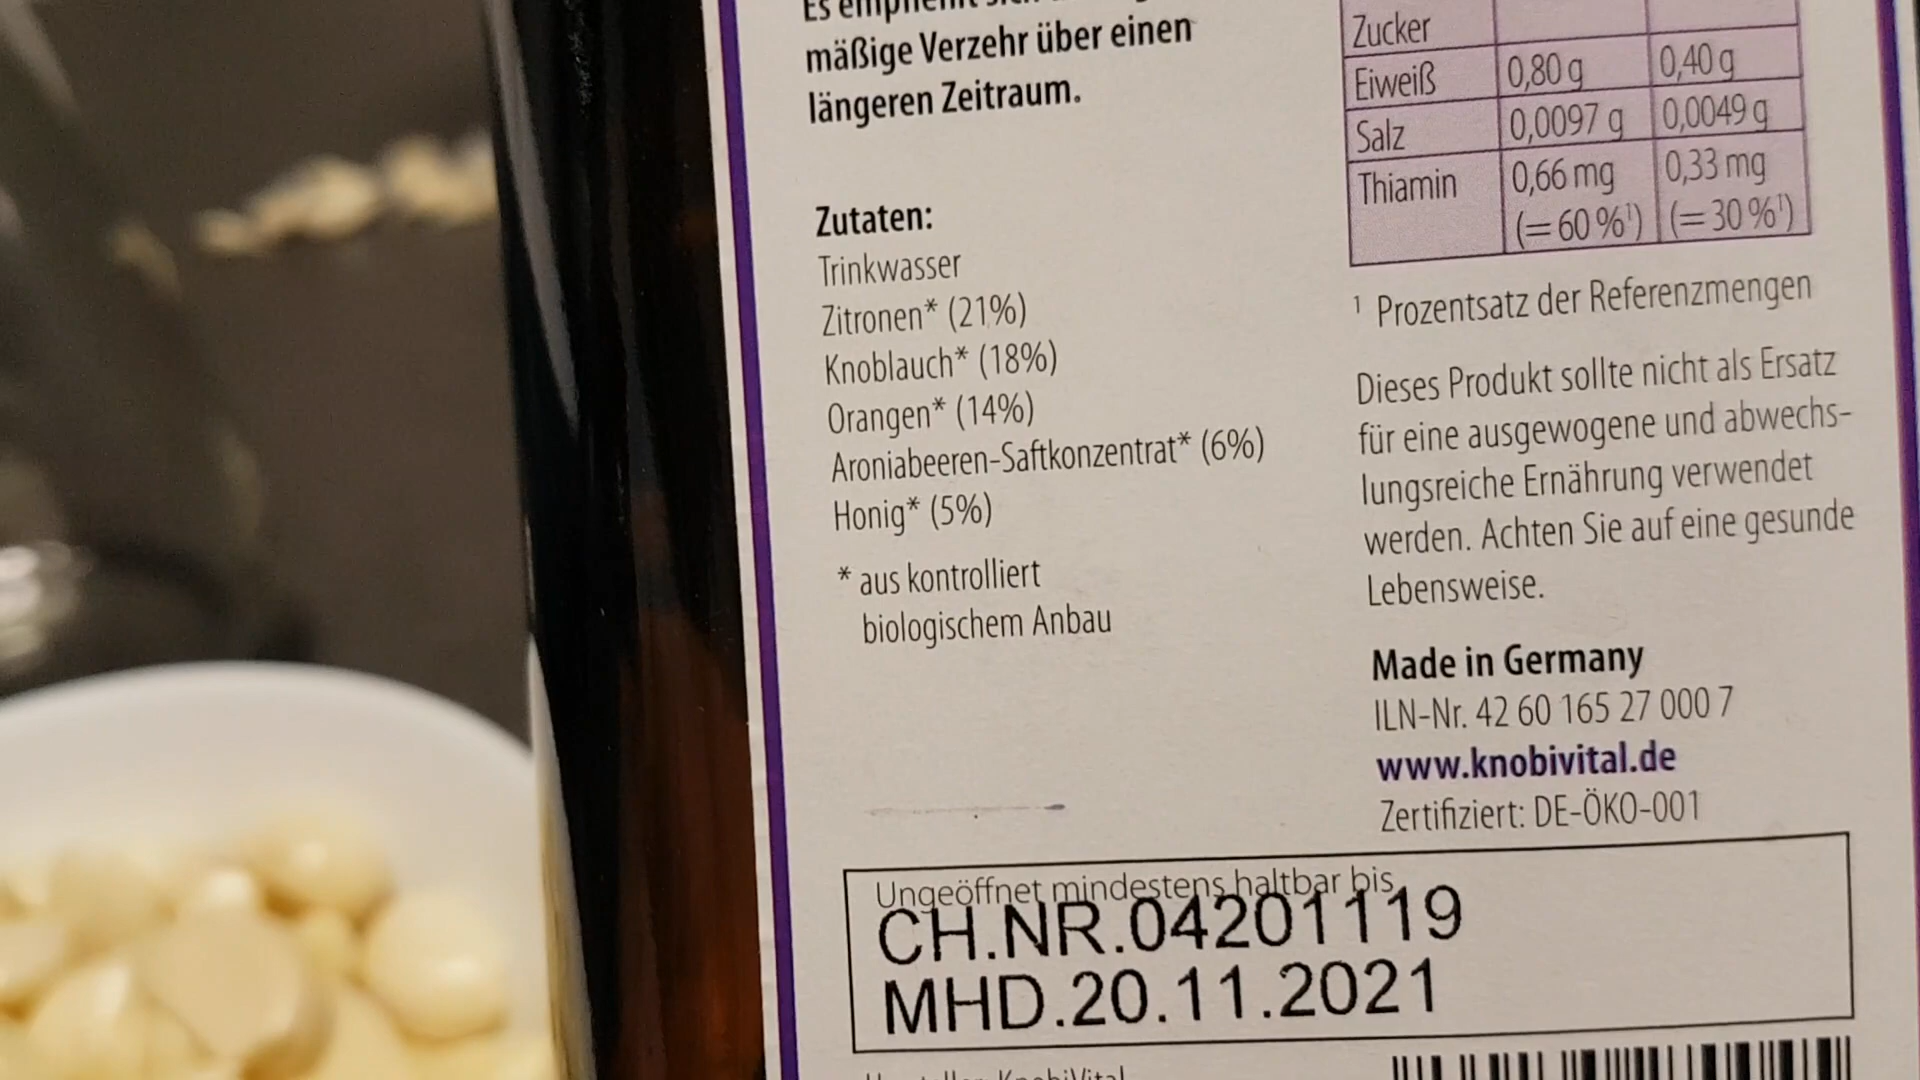 mäßige Verzehr über einen
längeren Zeitraum.
Zutaten:
Trinkwasser
Zitronen* (21%)
Knoblauch* (18%)
Orangen* (14%)
Aroniabeeren-Saftkonzentrat* (6%)
Honig* (5%)
* aus kontrolliert
biologischem Anbau
Zucker
Eiweiß 0,80 g 0,40 g
Salz 0,0097 g 0,0049 g
Thiamin 0,66 mg 0,33 mg
(= 60 %¹) (= 30 %¹)
¹ Prozentsatz der Referenzmengen
Dieses Produkt sollte nicht als Ersatz
für eine ausgewogene und abwechs-
lungsreiche Ernährung verwendet
werden. Achten Sie auf eine gesunde
Lebensweise.
Made in Germany
ILN-Nr. 42 60 165 27 000 7
www.knobivital.de
Zertifiziert: DE-ÖKO-001
Ungeöffnet mindestens haltbar bis
CH.NR.04201119
MHD.20.11.2021